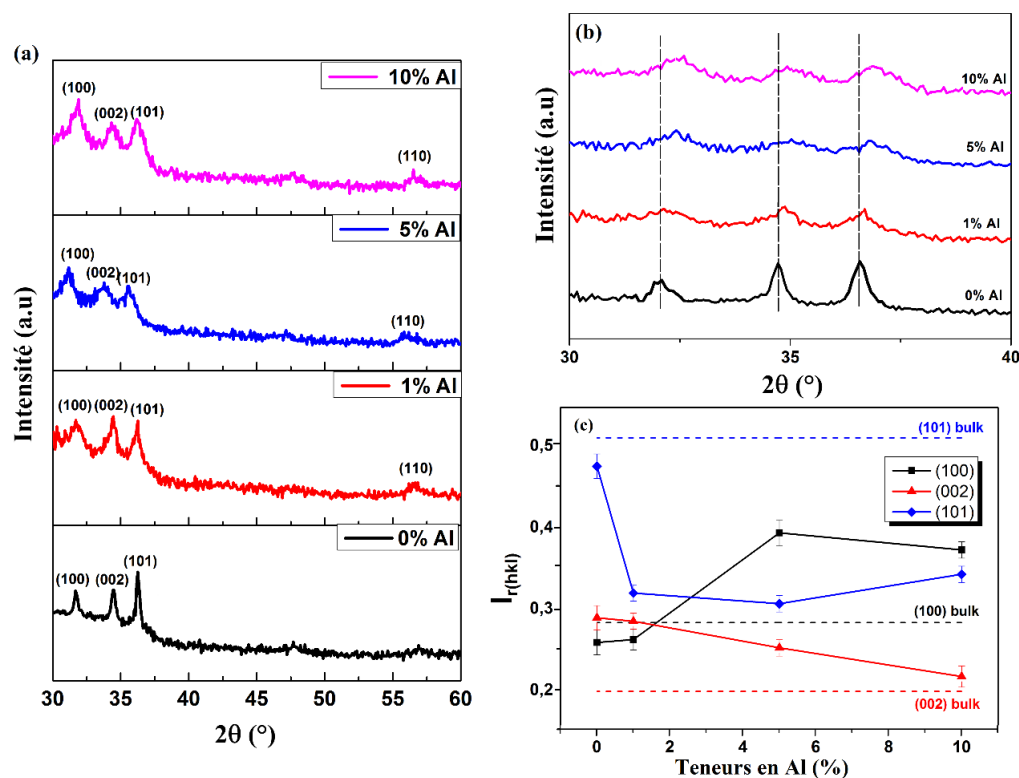 (a)
10% Al
(100)
(002)
(101)
(110)
5% Al
(100)
(002)
(101)
(110)
1% Al
(100)
(002)
(101)
(110)
0% Al
(100)
(002)
(101)
Intensité (a.u)
30 35 40 45 50 55 60
2θ (°)
(b)
10% Al
5% Al
1% Al
0% Al
Intensité (a.u)
30 35 40
2θ (°)
(c)
(101) bulk
(100)
(002)
(101)
(100) bulk
(002) bulk
0,5
0,4
0,3
0,2
Ir(hkl)
0 2 4 6 8 10
Teneurs en Al (%)